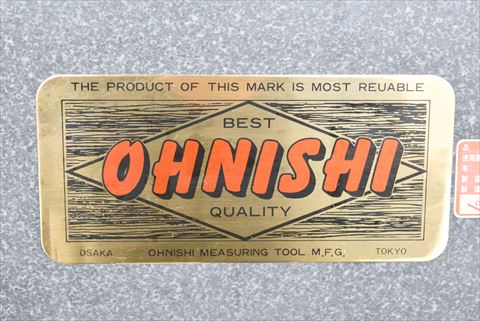 THE PRODUCT OF THIS MARK IS MOST REUABLE
BEST
OHNISHI
QUALITY
OSAKA OHNISHI MEASURING TOOL M.F.G. TOKYO